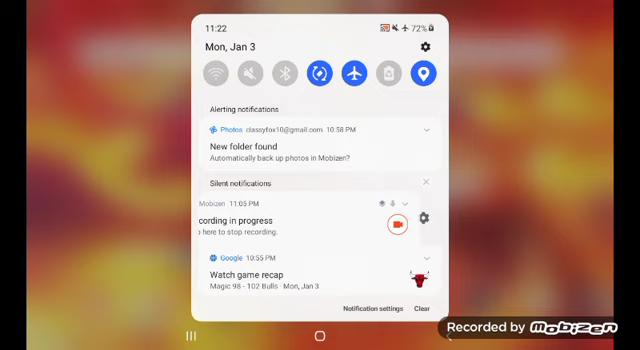 11:22
72%
Mon, Jan 3
Alerting notifications
Photos classyfox10@gmail.com 10:58 PM
New folder found
Automatically back up photos in Mobizen?
Silent notifications
Mobizen 11:05 PM
cording in progress
here to stop recording.
Google 10:55 PM
Watch game recap
Magic 98 - 102 Bulls · Mon, Jan 3
Notification settings Clear
Recorded by Mobizen